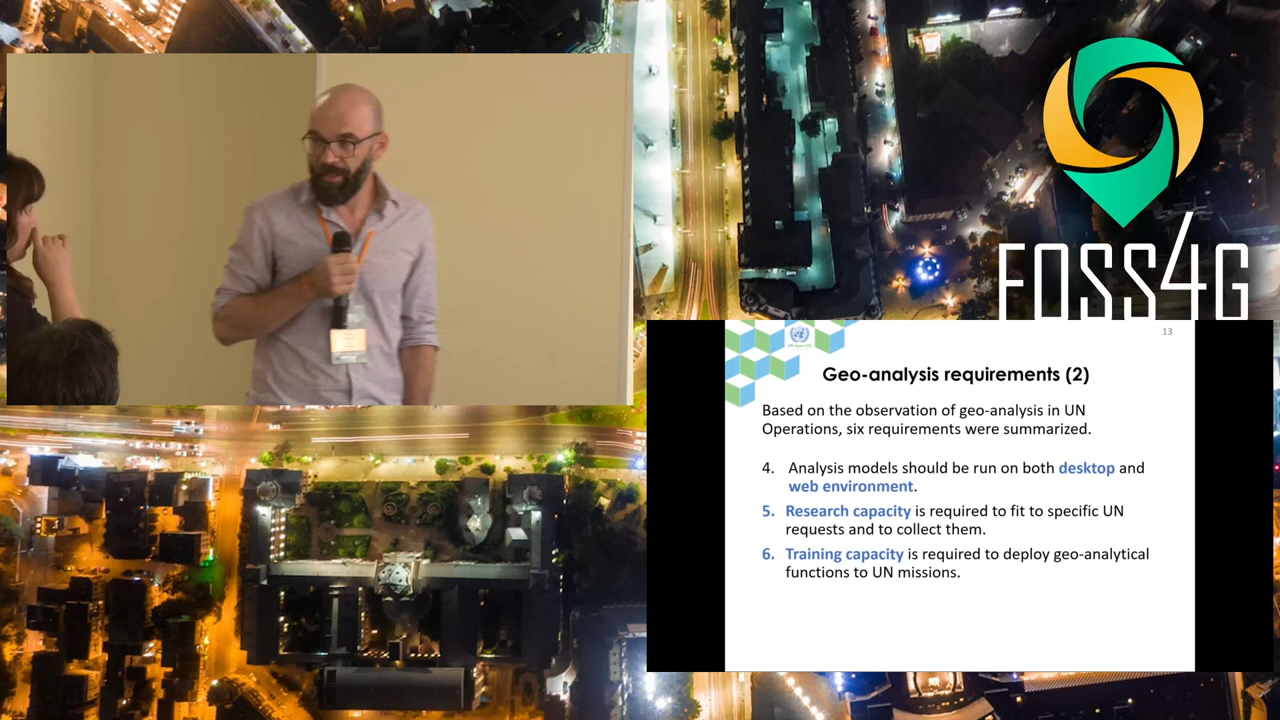 FOSS4G
13
UN Open GIS
Geo-analysis requirements (2)
Based on the observation of geo-analysis in UN
Operations, six requirements were summarized.
4. Analysis models should be run on both desktop and
web environment.
5. Research capacity is required to fit to specific UN
requests and to collect them.
6. Training capacity is required to deploy geo-analytical
functions to UN missions.